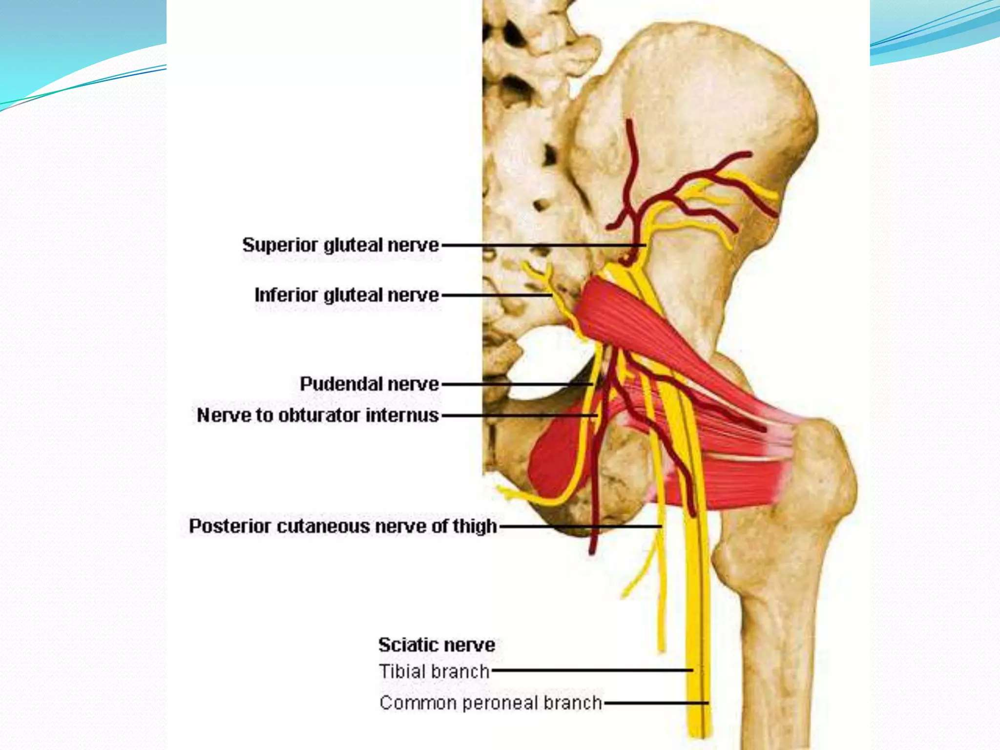 Superior gluteal nerve
Inferior gluteal nerve
Pudendal nerve
Nerve to obturator internus
Posterior cutaneous nerve of thigh
Sciatic nerve
Tibial branch
Common peroneal branch